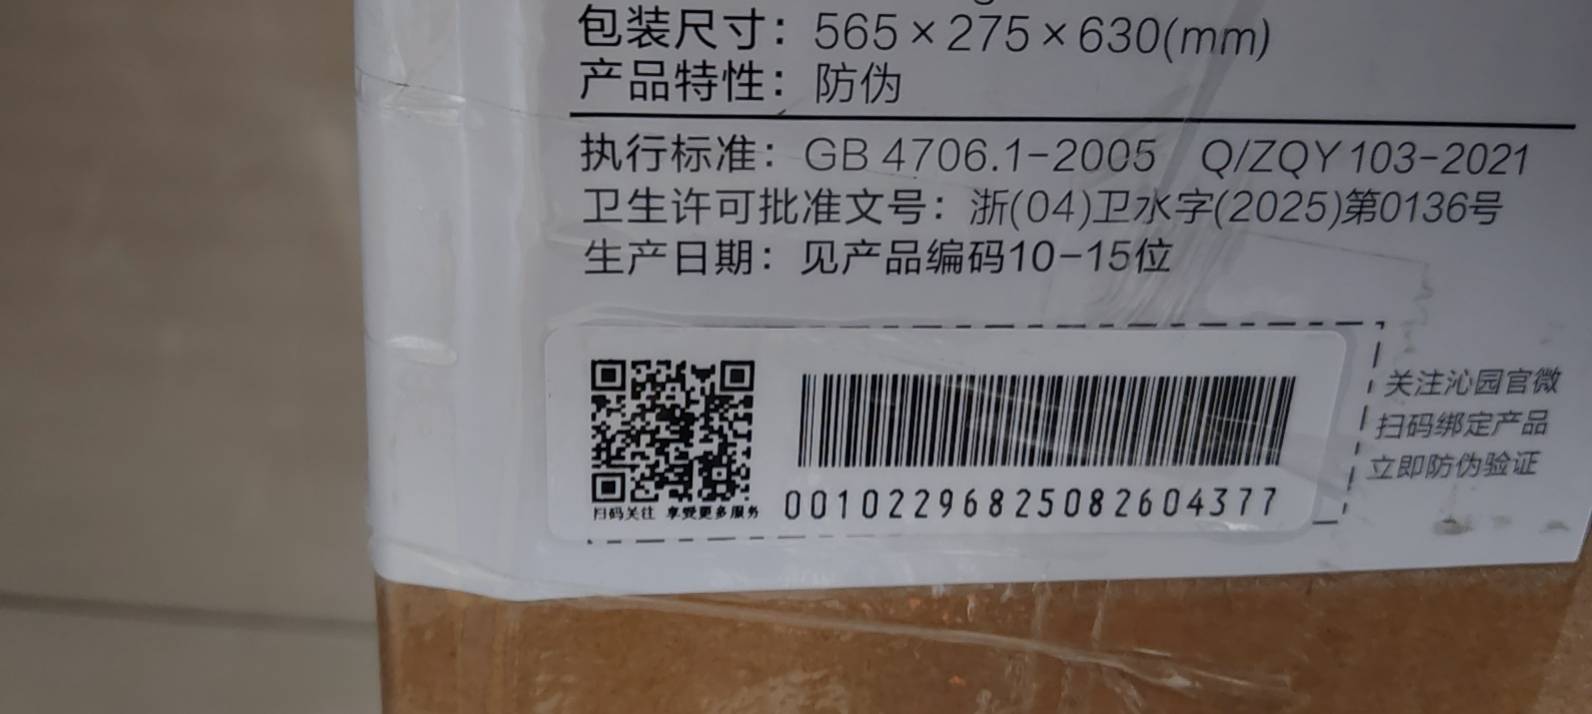 包装尺寸：565×275×630(mm)
产品特性：防伪
执行标准：GB 4706.1-2005 Q/ZQY 103-2021
卫生许可批准文号：浙(04)卫水字(2025)第0136号
生产日期：见产品编码10-15位
扫码关注 享受更多服务
00102296825082604377
关注沁园官微
扫码绑定产品
立即防伪验证